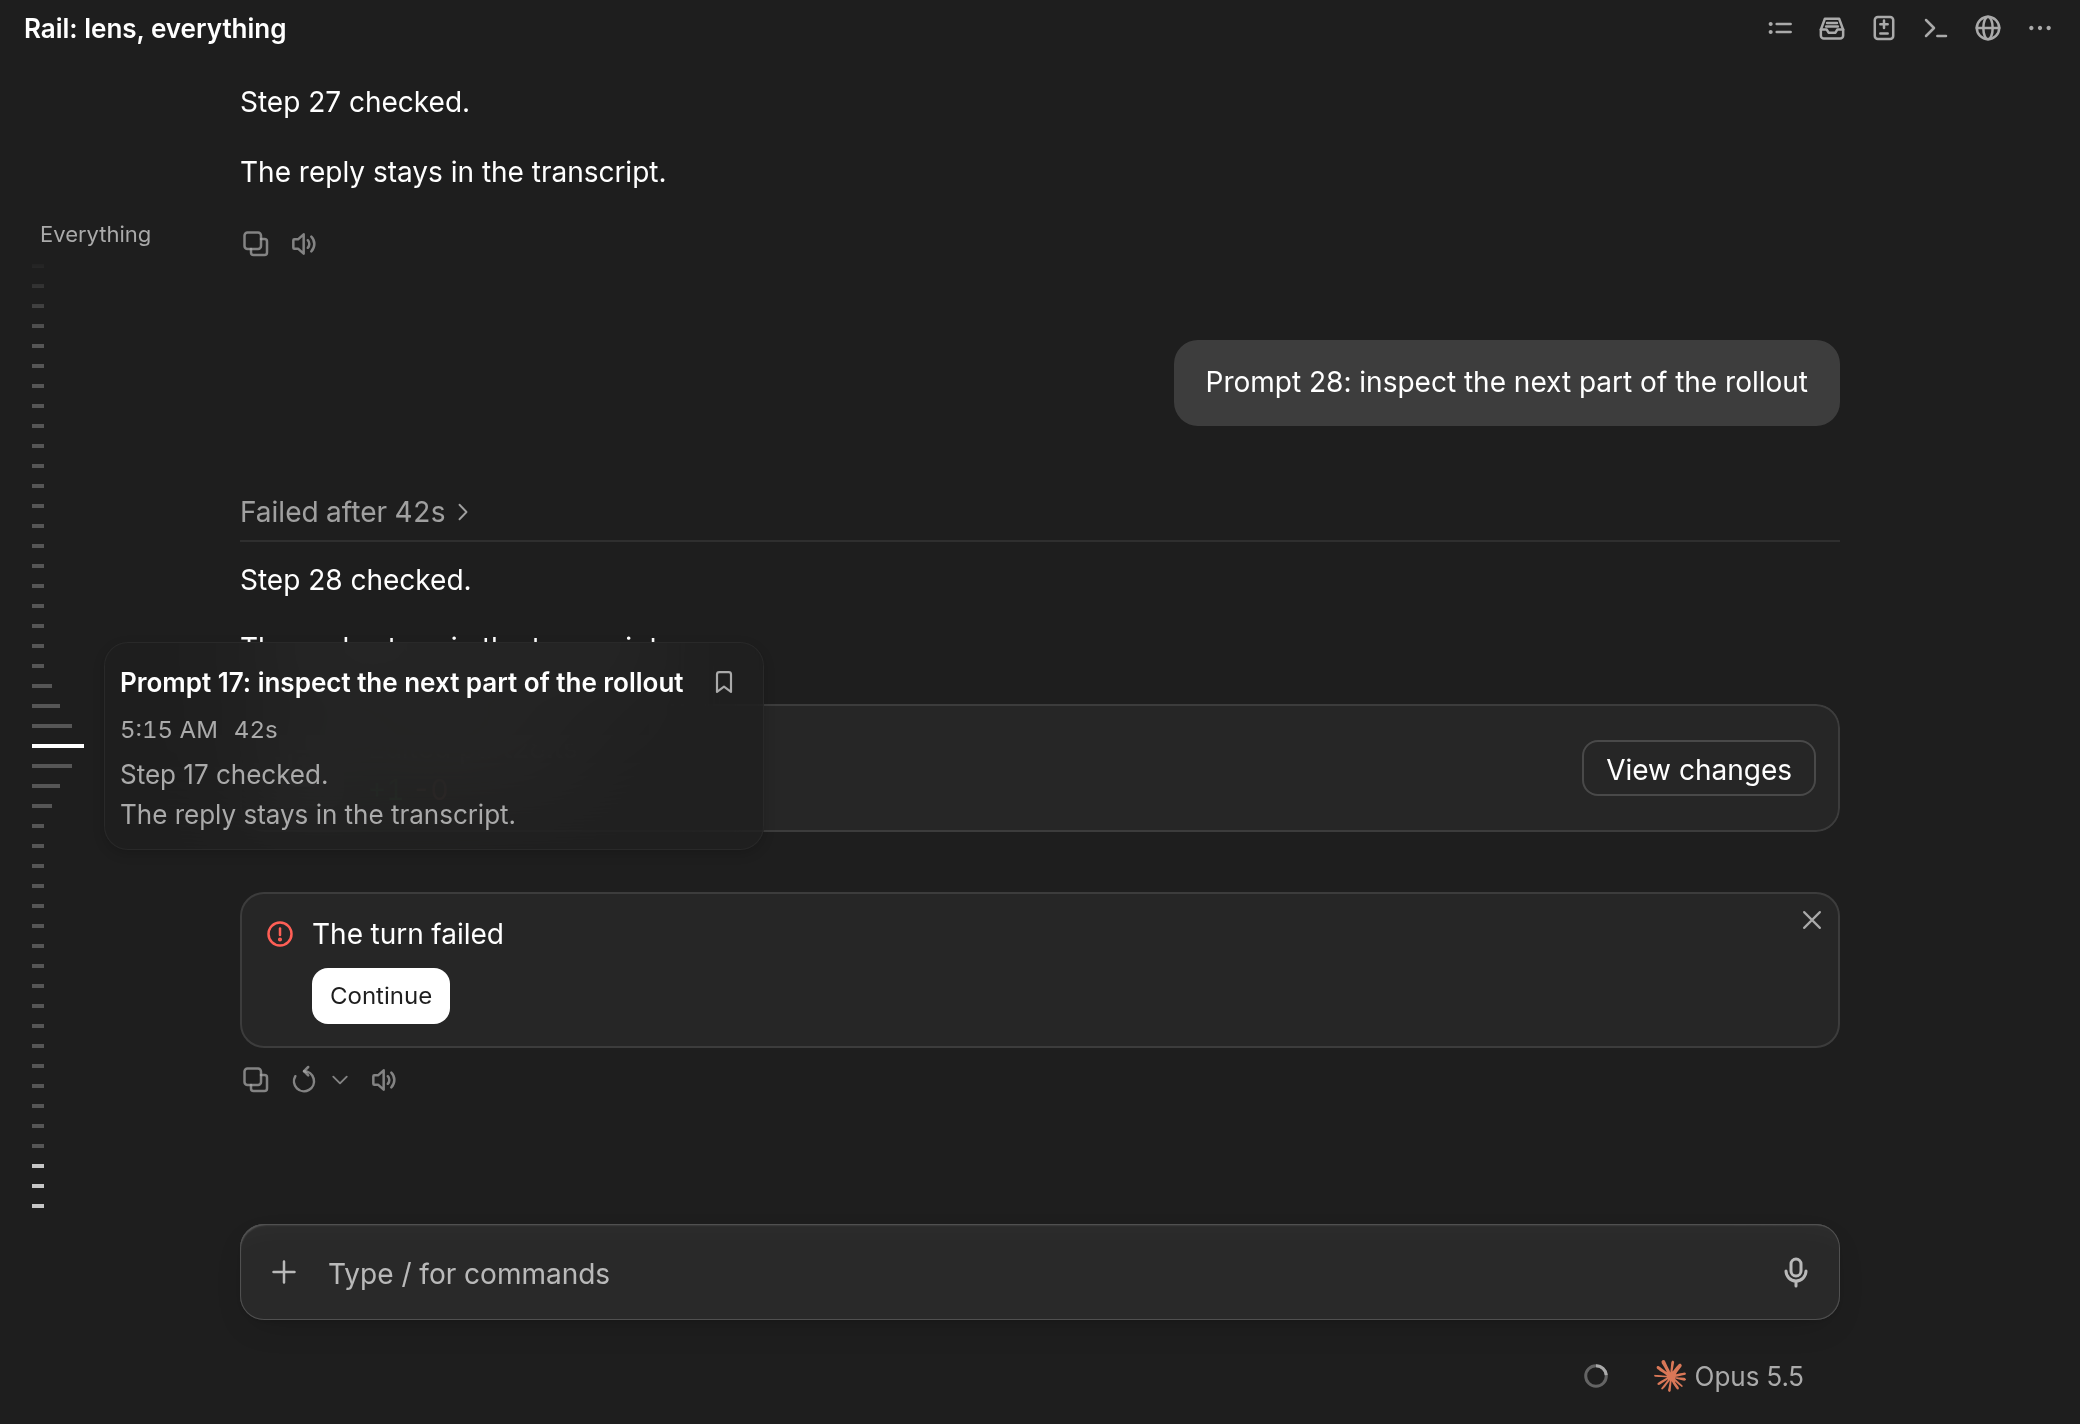 Rail: lens, everything
Step 27 checked.
The reply stays in the transcript.
Everything
Prompt 28: inspect the next part of the rollout
Failed after 42s
Step 28 checked.
Prompt 17: inspect the next part of the rollout
5:15 AM 42s
Step 17 checked.
The reply stays in the transcript.
View changes
The turn failed
Continue
Type / for commands
Opus 5.5